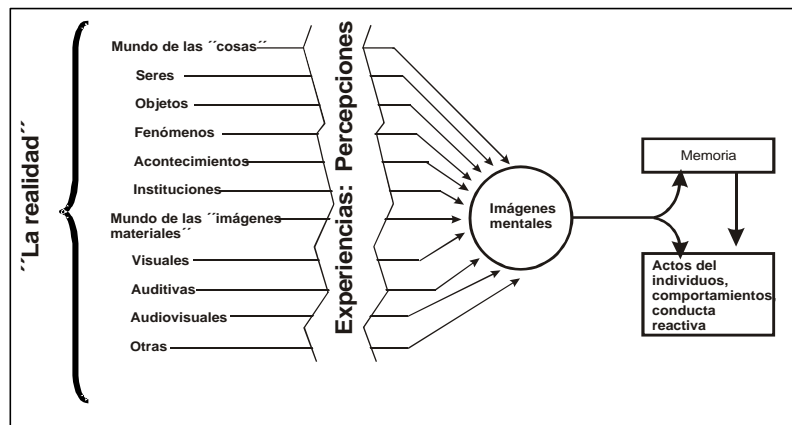 ´´La realidad´´
Mundo de las ´´cosas´´
Seres
Objetos
Fenómenos
Acontecimientos
Instituciones
Mundo de las ´´imágenes
materiales´´
Visuales
Auditivas
Audiovisuales
Otras
Experiencias: Percepciones
Imágenes
mentales
Memoria
Actos del
individuos,
comportamientos,
conducta
reactiva